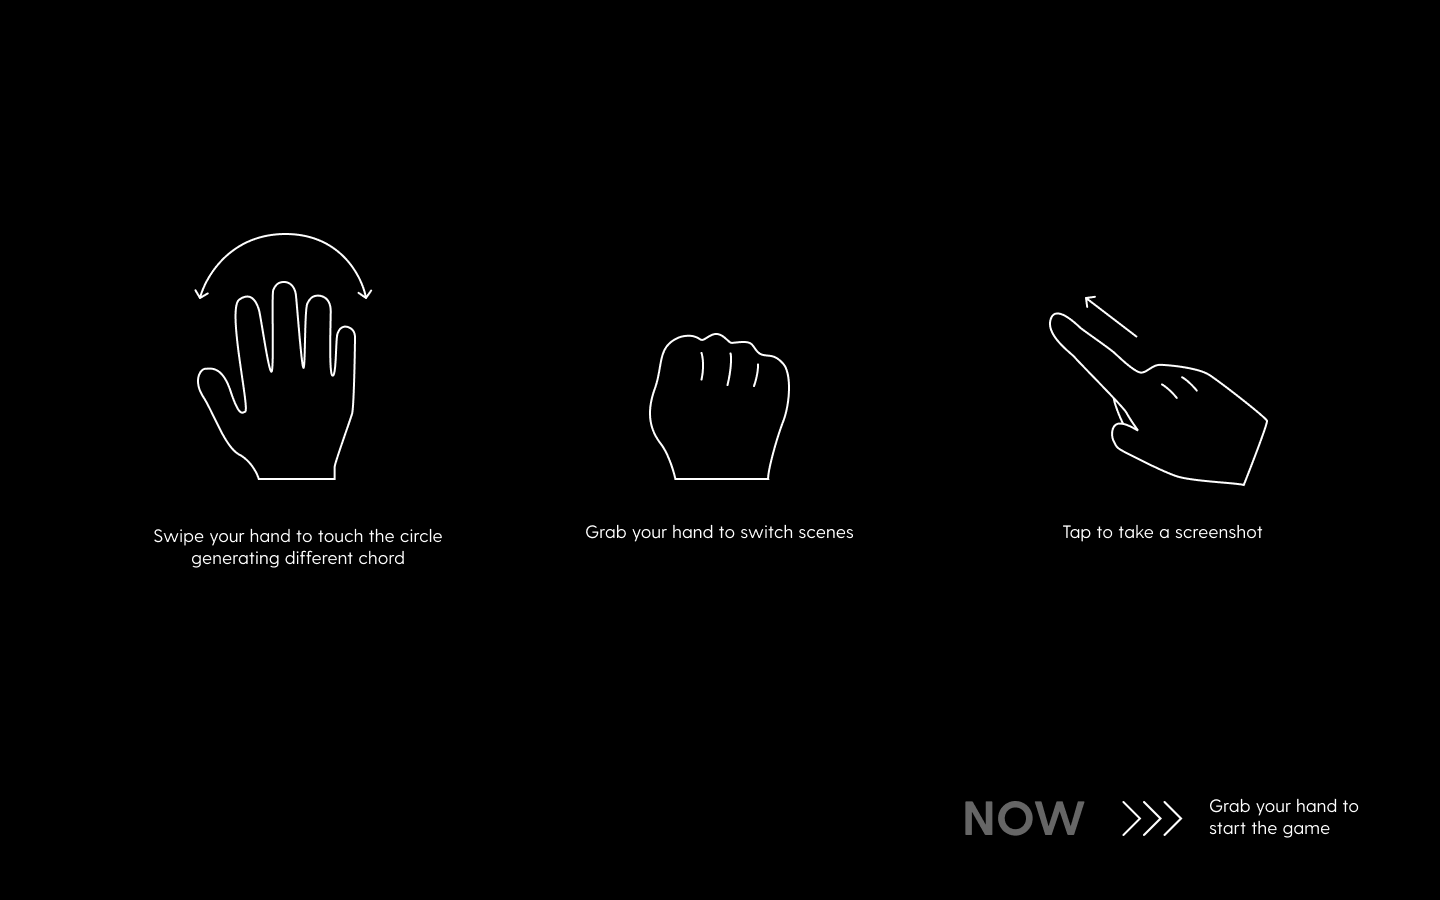 Swipe your hand to touch the circle
generating different chord
Grab your hand to switch scenes
Tap to take a screenshot
NOW
Grab your hand to
start the game